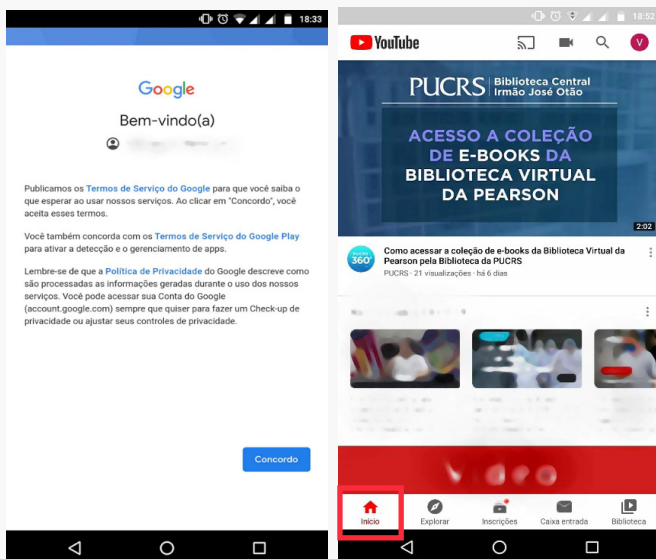 18:33
Google
Bem-vindo(a)
Publicamos os Termos de Serviço do Google para que você saiba o
que esperar ao usar nossos serviços. Ao clicar em "Concordo", você
aceita esses termos.
Você também concorda com os Termos de Serviço do Google Play
para ativar a detecção e o gerenciamento de apps.
Lembre-se de que a Política de Privacidade do Google descreve como
são processadas as informações geradas durante o uso dos nossos
serviços. Você pode acessar sua Conta do Google
(account.google.com) sempre que quiser para fazer um Check-up de
privacidade ou ajustar seus controles de privacidade.
Concordo
18:52
YouTube
V
PUCRS Biblioteca Central
Irmão José Otão
ACESSO A COLEÇÃO
DE E-BOOKS DA
BIBLIOTECA VIRTUAL
DA PEARSON
2:02
PUCRS
360°
Como acessar a coleção de e-books da Biblioteca Virtual da
Pearson pela Biblioteca da PUCRS
PUCRS · 21 visualizações · há 6 dias
Início
Explorar
Inscrições
Caixa entrada
Biblioteca